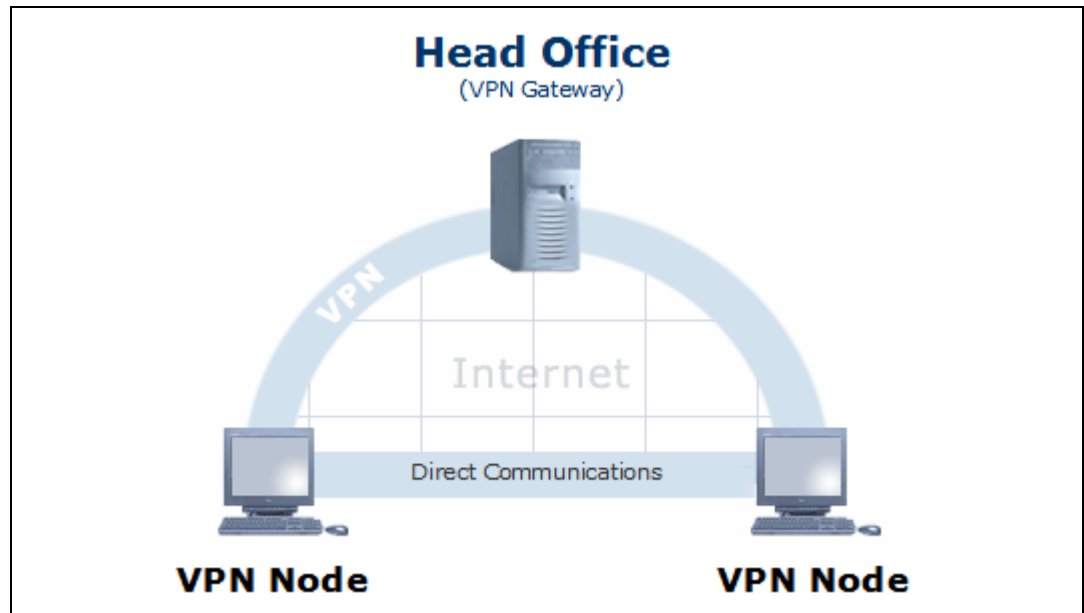 Head Office
(VPN Gateway)
VPN
Internet
Direct Communications
VPN Node
VPN Node